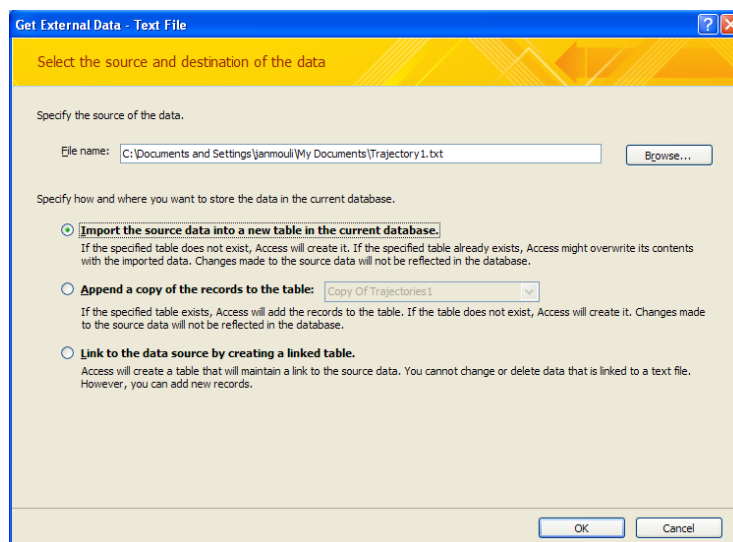 Get External Data - Text File
Select the source and destination of the data
Specify the source of the data.
File name: C:\Documents and Settings\janmouli\My Documents\Trajectory1.txt Browse...
Specify how and where you want to store the data in the current database.
Import the source data into a new table in the current database.
If the specified table does not exist, Access will create it. If the specified table already exists, Access might overwrite its contents
with the imported data. Changes made to the source data will not be reflected in the database.
Append a copy of the records to the table: Copy Of Trajectories1
If the specified table exists, Access will add the records to the table. If the table does not exist, Access will create it. Changes made
to the source data will not be reflected in the database.
Link to the data source by creating a linked table.
Access will create a table that will maintain a link to the source data. You cannot change or delete data that is linked to a text file.
However, you can add new records.
OK Cancel